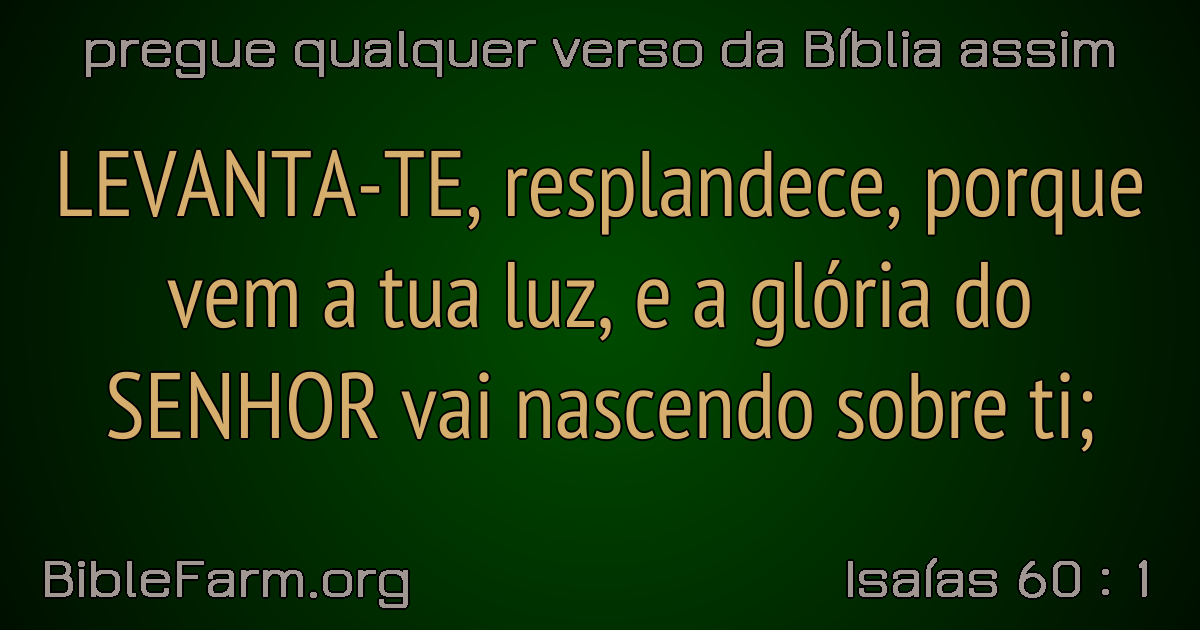 pregue qualquer verso da Bíblia assim
LEVANTA-TE, resplandece, porque
vem a tua luz, e a glória do
SENHOR vai nascendo sobre ti;
BibleFarm.org
Isaías 60 : 1